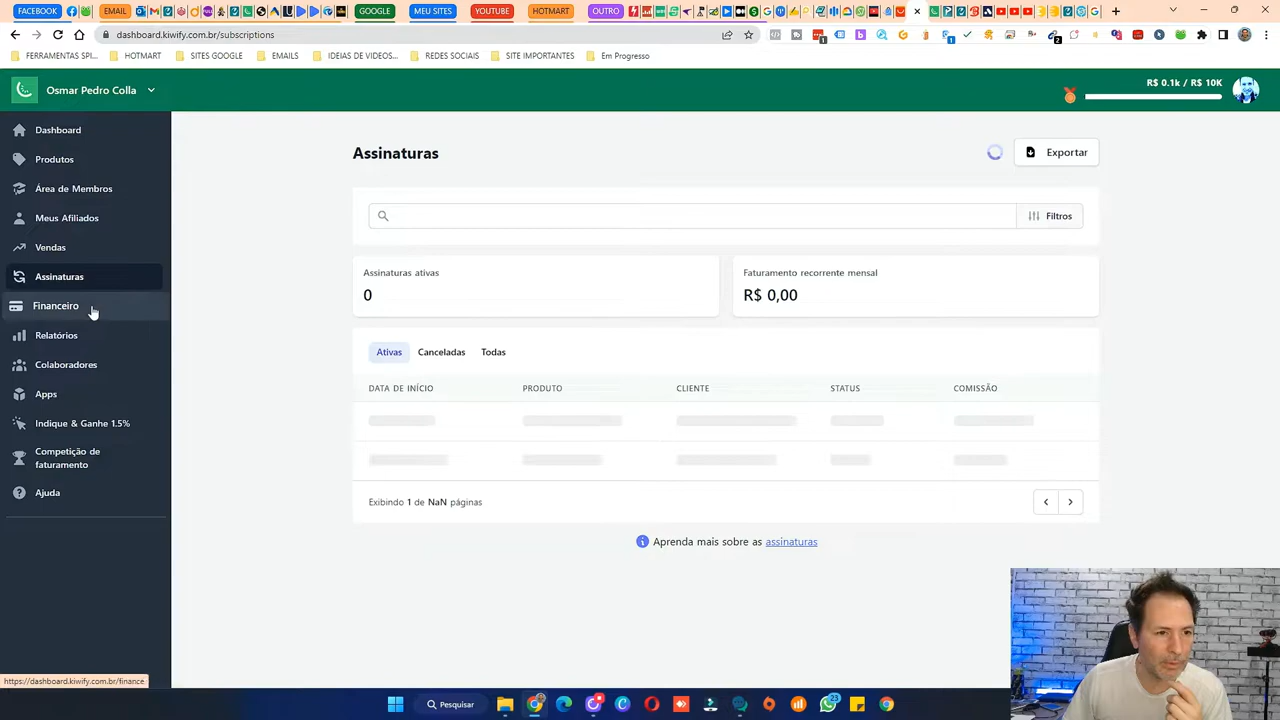 FACEBOOK
EMAIL
GOOGLE
MEU SITES
YOUTUBE
HOTMART
OUTRO
dashboard.kiwify.com.br/subscriptions
FERRAMENTAS SPI...
HOTMART
SITES GOOGLE
EMAILS
IDEIAS DE VIDEOS...
REDES SOCIAIS
SITE IMPORTANTES
Em Progresso
Osmar Pedro Colla
R$ 0.1k / R$ 10K
Dashboard
Produtos
Área de Membros
Meus Afiliados
Vendas
Assinaturas
Financeiro
Relatórios
Colaboradores
Apps
Indique & Ganhe 1.5%
Competição de
faturamento
Ajuda
Assinaturas
Exportar
Filtros
Assinaturas ativas
0
Faturamento recorrente mensal
R$ 0,00
Ativas
Canceladas
Todas
DATA DE INÍCIO PRODUTO CLIENTE STATUS COMISSÃO
Exibindo 1 de NaN páginas
Aprenda mais sobre as assinaturas
https://dashboard.kiwify.com.br/finance
Pesquisar
23